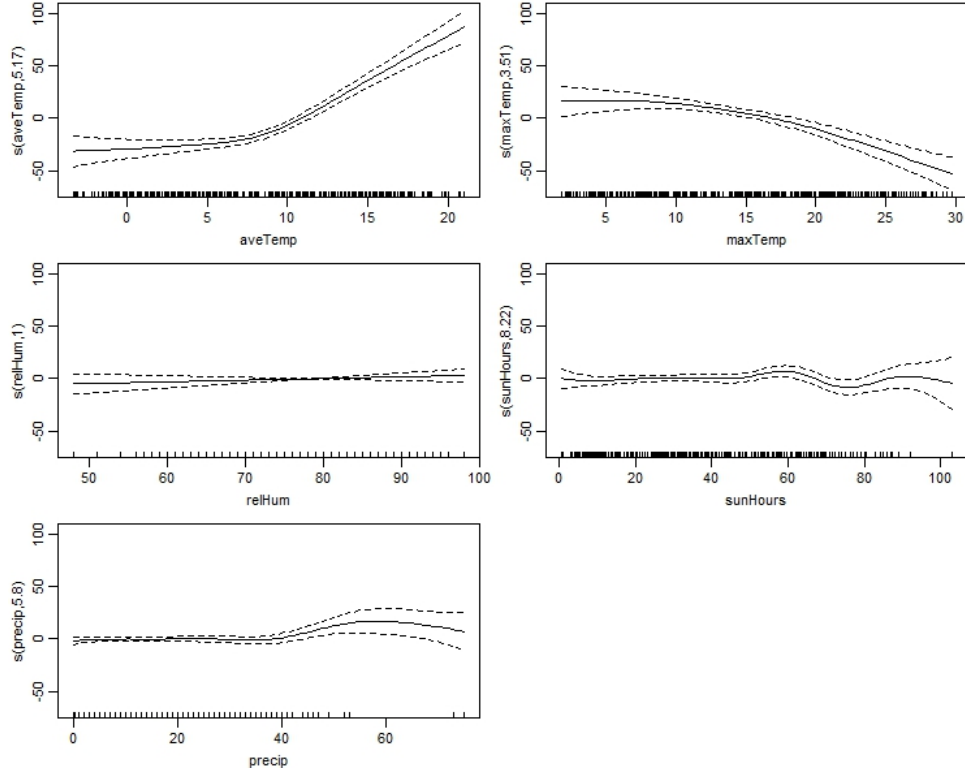 s(aveTemp,5.17)
-50 0 50 100
0 5 10 15 20
aveTemp
s(maxTemp,3.51)
-50 0 50 100
5 10 15 20 25 30
maxTemp
s(relHum,1)
-50 0 50 100
50 60 70 80 90 100
relHum
s(sunHours,8.22)
-50 0 50 100
0 20 40 60 80 100
sunHours
s(precip,5.8)
-50 0 50 100
0 20 40 60
precip